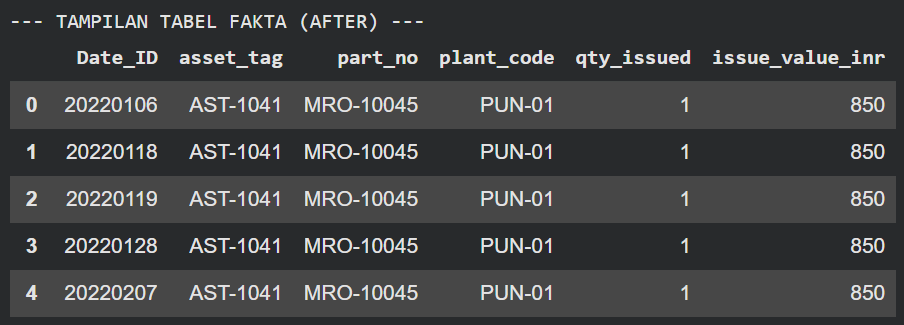 --- TAMPILAN TABEL FAKTA (AFTER) ---
Date_ID asset_tag part_no plant_code qty_issued issue_value_inr
0 20220106 AST-1041 MRO-10045 PUN-01 1 850
1 20220118 AST-1041 MRO-10045 PUN-01 1 850
2 20220119 AST-1041 MRO-10045 PUN-01 1 850
3 20220128 AST-1041 MRO-10045 PUN-01 1 850
4 20220207 AST-1041 MRO-10045 PUN-01 1 850